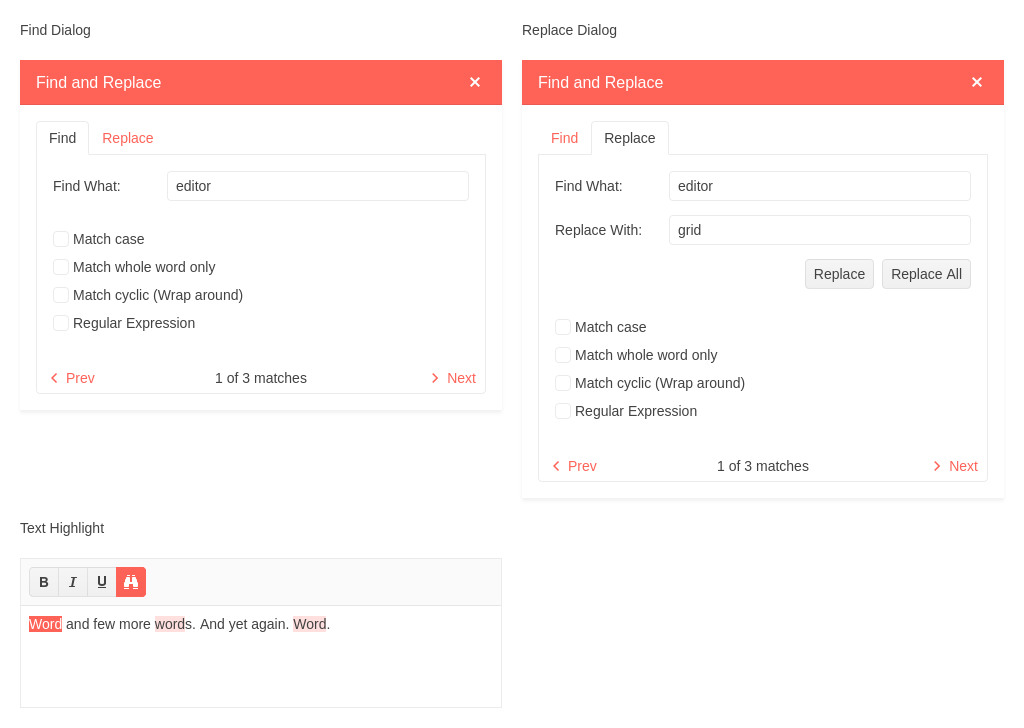 Find Dialog
Find and Replace
Find Replace
Find What: editor
Match case
Match whole word only
Match cyclic (Wrap around)
Regular Expression
Prev 1 of 3 matches Next
Replace Dialog
Find and Replace
Find Replace
Find What: editor
Replace With: grid
Replace Replace All
Match case
Match whole word only
Match cyclic (Wrap around)
Regular Expression
Prev 1 of 3 matches Next
Text Highlight
B I U
Word and few more words. And yet again. Word.